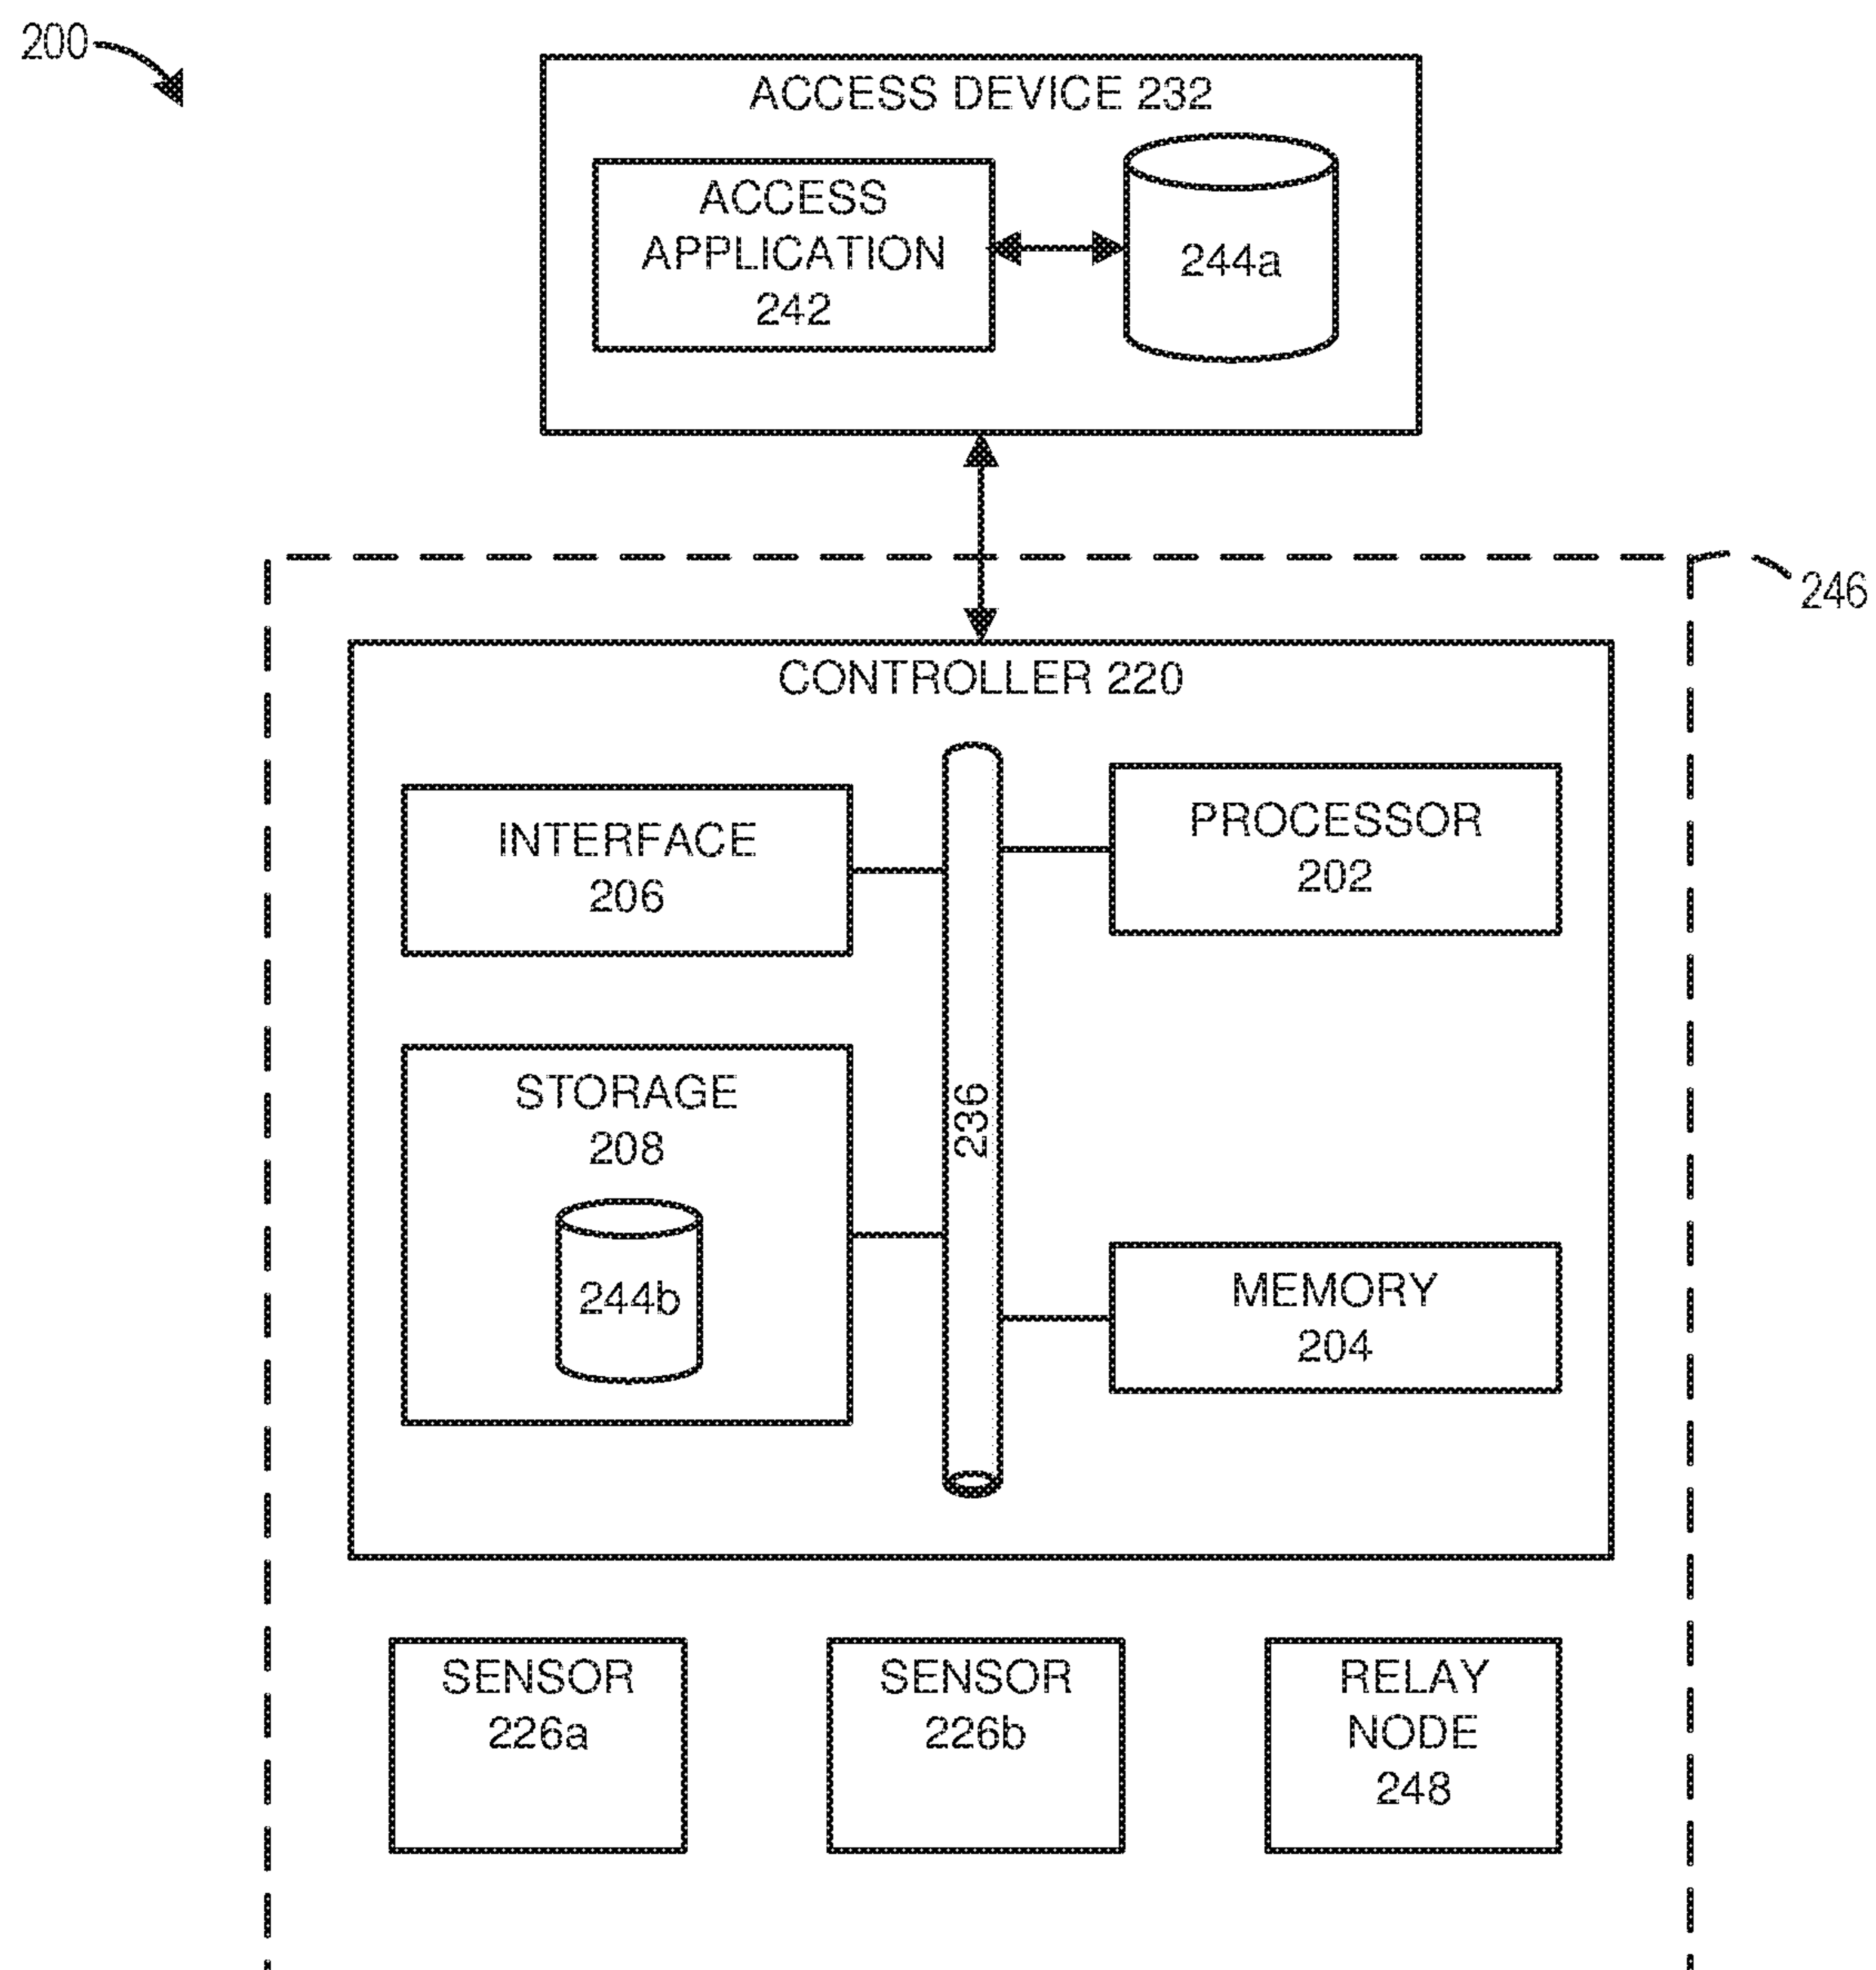 200
ACCESS DEVICE 232
ACCESS
APPLICATION
242
244a
246
CONTROLLER 220
INTERFACE
206
PROCESSOR
202
STORAGE
208
244b
236
MEMORY
204
SENSOR
226a
SENSOR
226b
RELAY
NODE
248